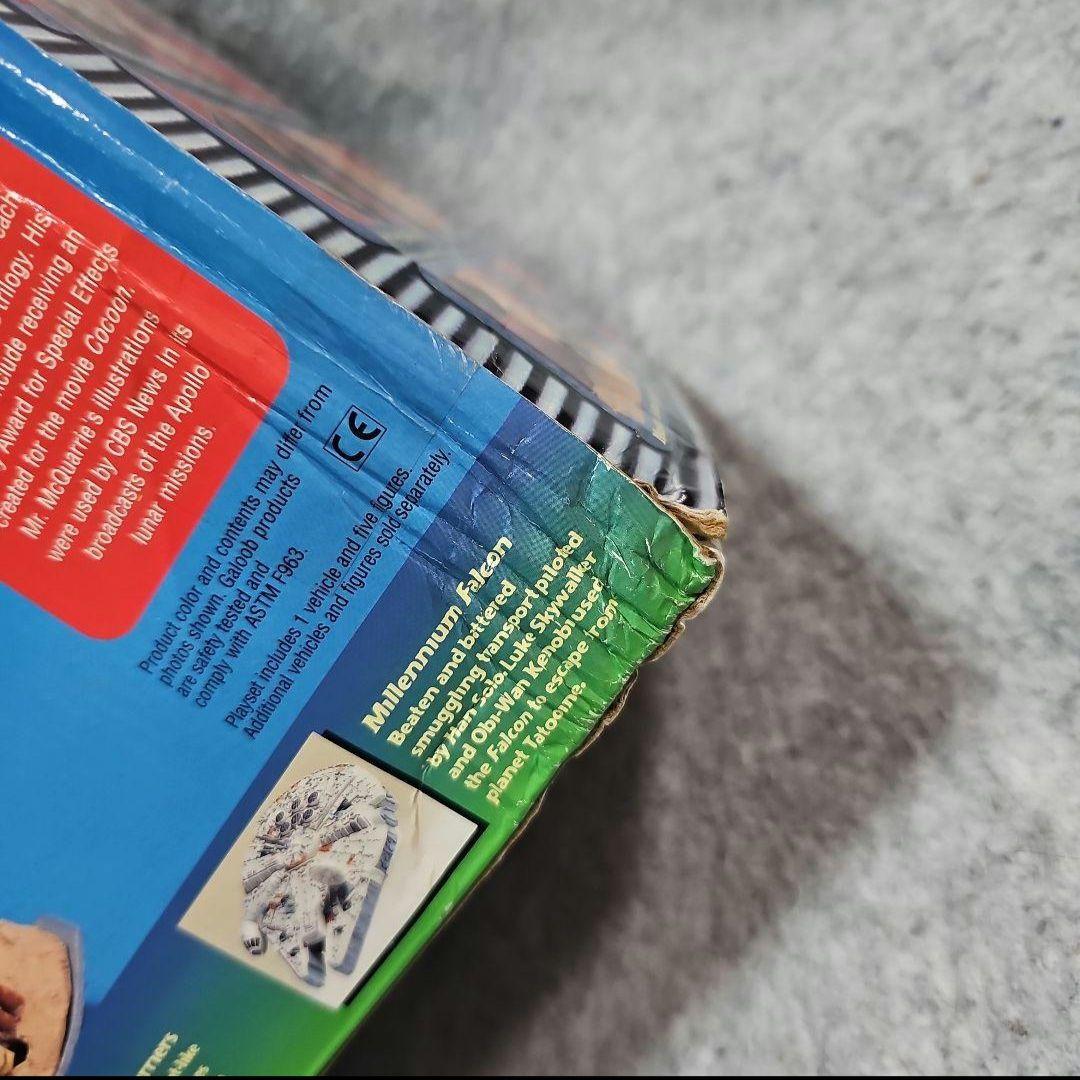 each
trilogy. His
include receiving an
Award for Special Effects
created for the movie Cocoon.
Mr. McQuarrie's illustrations
were used by CBS News in its
broadcasts of the Apollo
lunar missions.
Product color and contents may differ from
photos shown. Galoob products
are safety tested and
comply with ASTM F963.
CE
Playset includes 1 vehicle and five figures.
Additional vehicles and figures sold separately.
Millennium Falcon
Beaten and battered
smuggling transport piloted
by Han Solo. Luke Skywalker
and Obi-Wan Kenobi used
the Falcon to escape from
planet Tatooine.